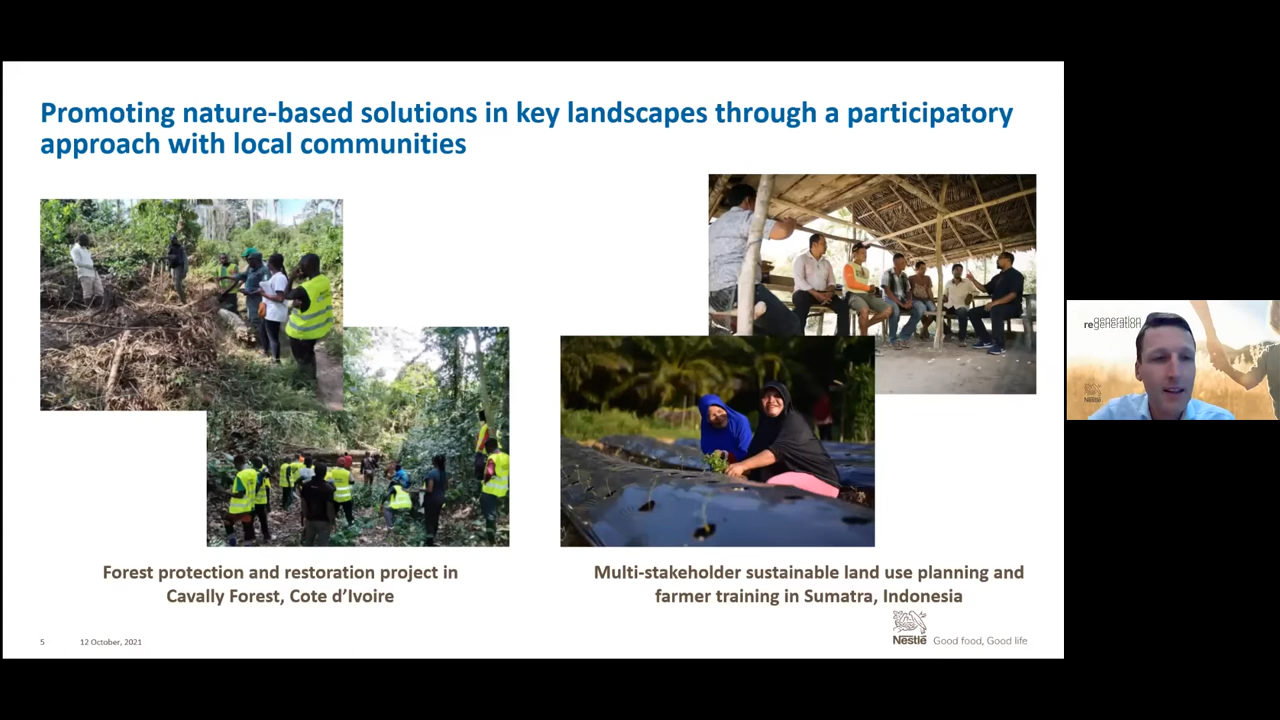 Promoting nature-based solutions in key landscapes through a participatory
approach with local communities
Forest protection and restoration project in
Cavally Forest, Cote d’Ivoire
Multi-stakeholder sustainable land use planning and
farmer training in Sumatra, Indonesia
5
12 October, 2021
Nestlé
Good food, Good life
generation
regeneration
Nestlé